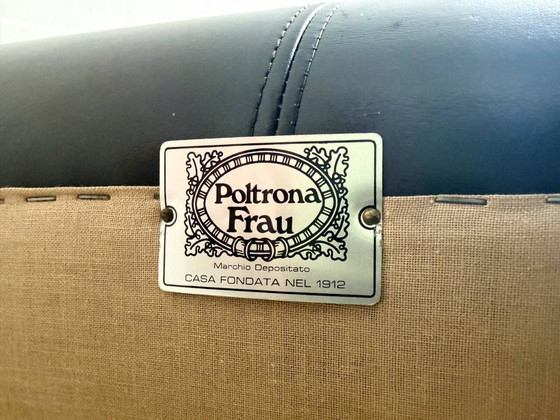 Poltrona
Frau
Marchio Depositato
CASA FONDATA NEL 1912